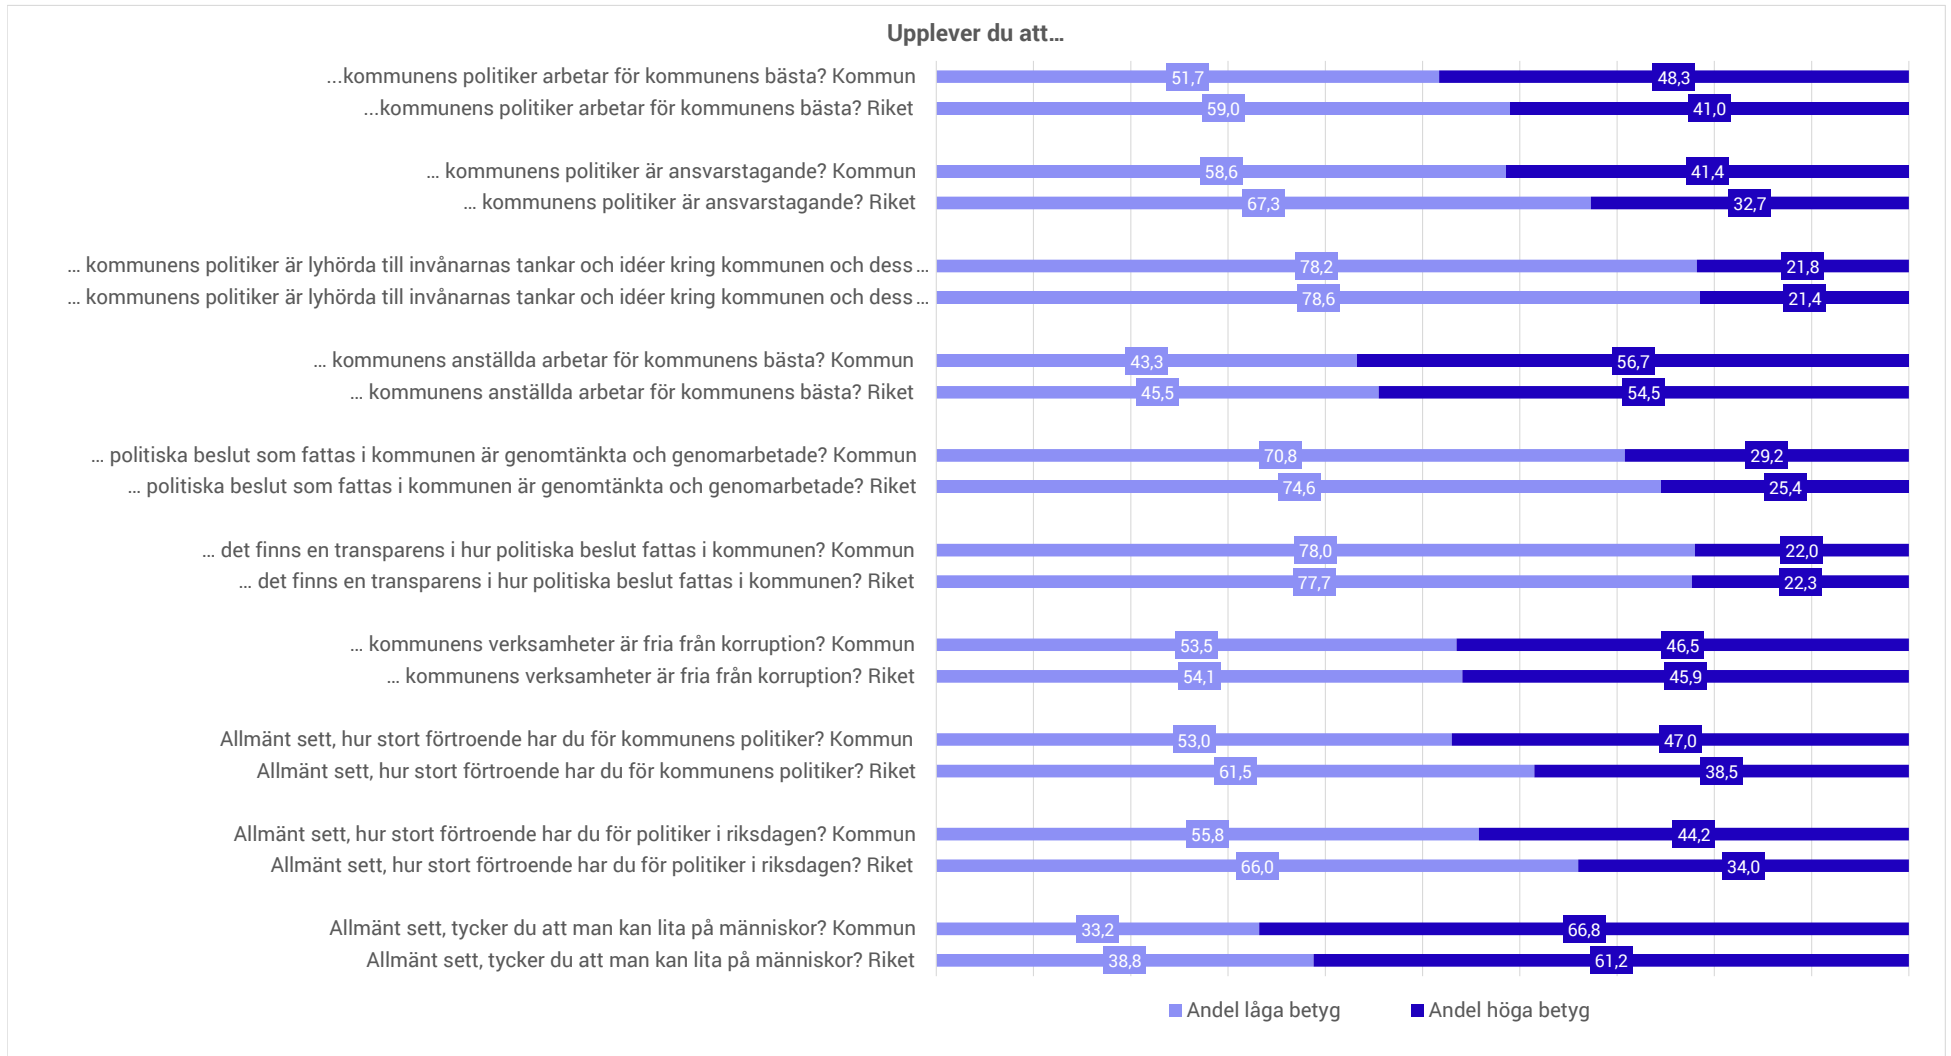 Upplever du att…
...kommunens politiker arbetar för kommunens bästa? Kommun 51,7 48,3
...kommunens politiker arbetar för kommunens bästa? Riket 59,0 41,0
… kommunens politiker är ansvarstagande? Kommun 58,6 41,4
… kommunens politiker är ansvarstagande? Riket 67,3 32,7
… kommunens politiker är lyhörda till invånarnas tankar och idéer kring kommunen och dess … 78,2 21,8
… kommunens politiker är lyhörda till invånarnas tankar och idéer kring kommunen och dess … 78,6 21,4
… kommunens anställda arbetar för kommunens bästa? Kommun 43,3 56,7
… kommunens anställda arbetar för kommunens bästa? Riket 45,5 54,5
… politiska beslut som fattas i kommunen är genomtänkta och genomarbetade? Kommun 70,8 29,2
… politiska beslut som fattas i kommunen är genomtänkta och genomarbetade? Riket 74,6 25,4
… det finns en transparens i hur politiska beslut fattas i kommunen? Kommun 78,0 22,0
… det finns en transparens i hur politiska beslut fattas i kommunen? Riket 77,7 22,3
… kommunens verksamheter är fria från korruption? Kommun 53,5 46,5
… kommunens verksamheter är fria från korruption? Riket 54,1 45,9
Allmänt sett, hur stort förtroende har du för kommunens politiker? Kommun 53,0 47,0
Allmänt sett, hur stort förtroende har du för kommunens politiker? Riket 61,5 38,5
Allmänt sett, hur stort förtroende har du för politiker i riksdagen? Kommun 55,8 44,2
Allmänt sett, hur stort förtroende har du för politiker i riksdagen? Riket 66,0 34,0
Allmänt sett, tycker du att man kan lita på människor? Kommun 33,2 66,8
Allmänt sett, tycker du att man kan lita på människor? Riket 38,8 61,2
Andel låga betyg Andel höga betyg